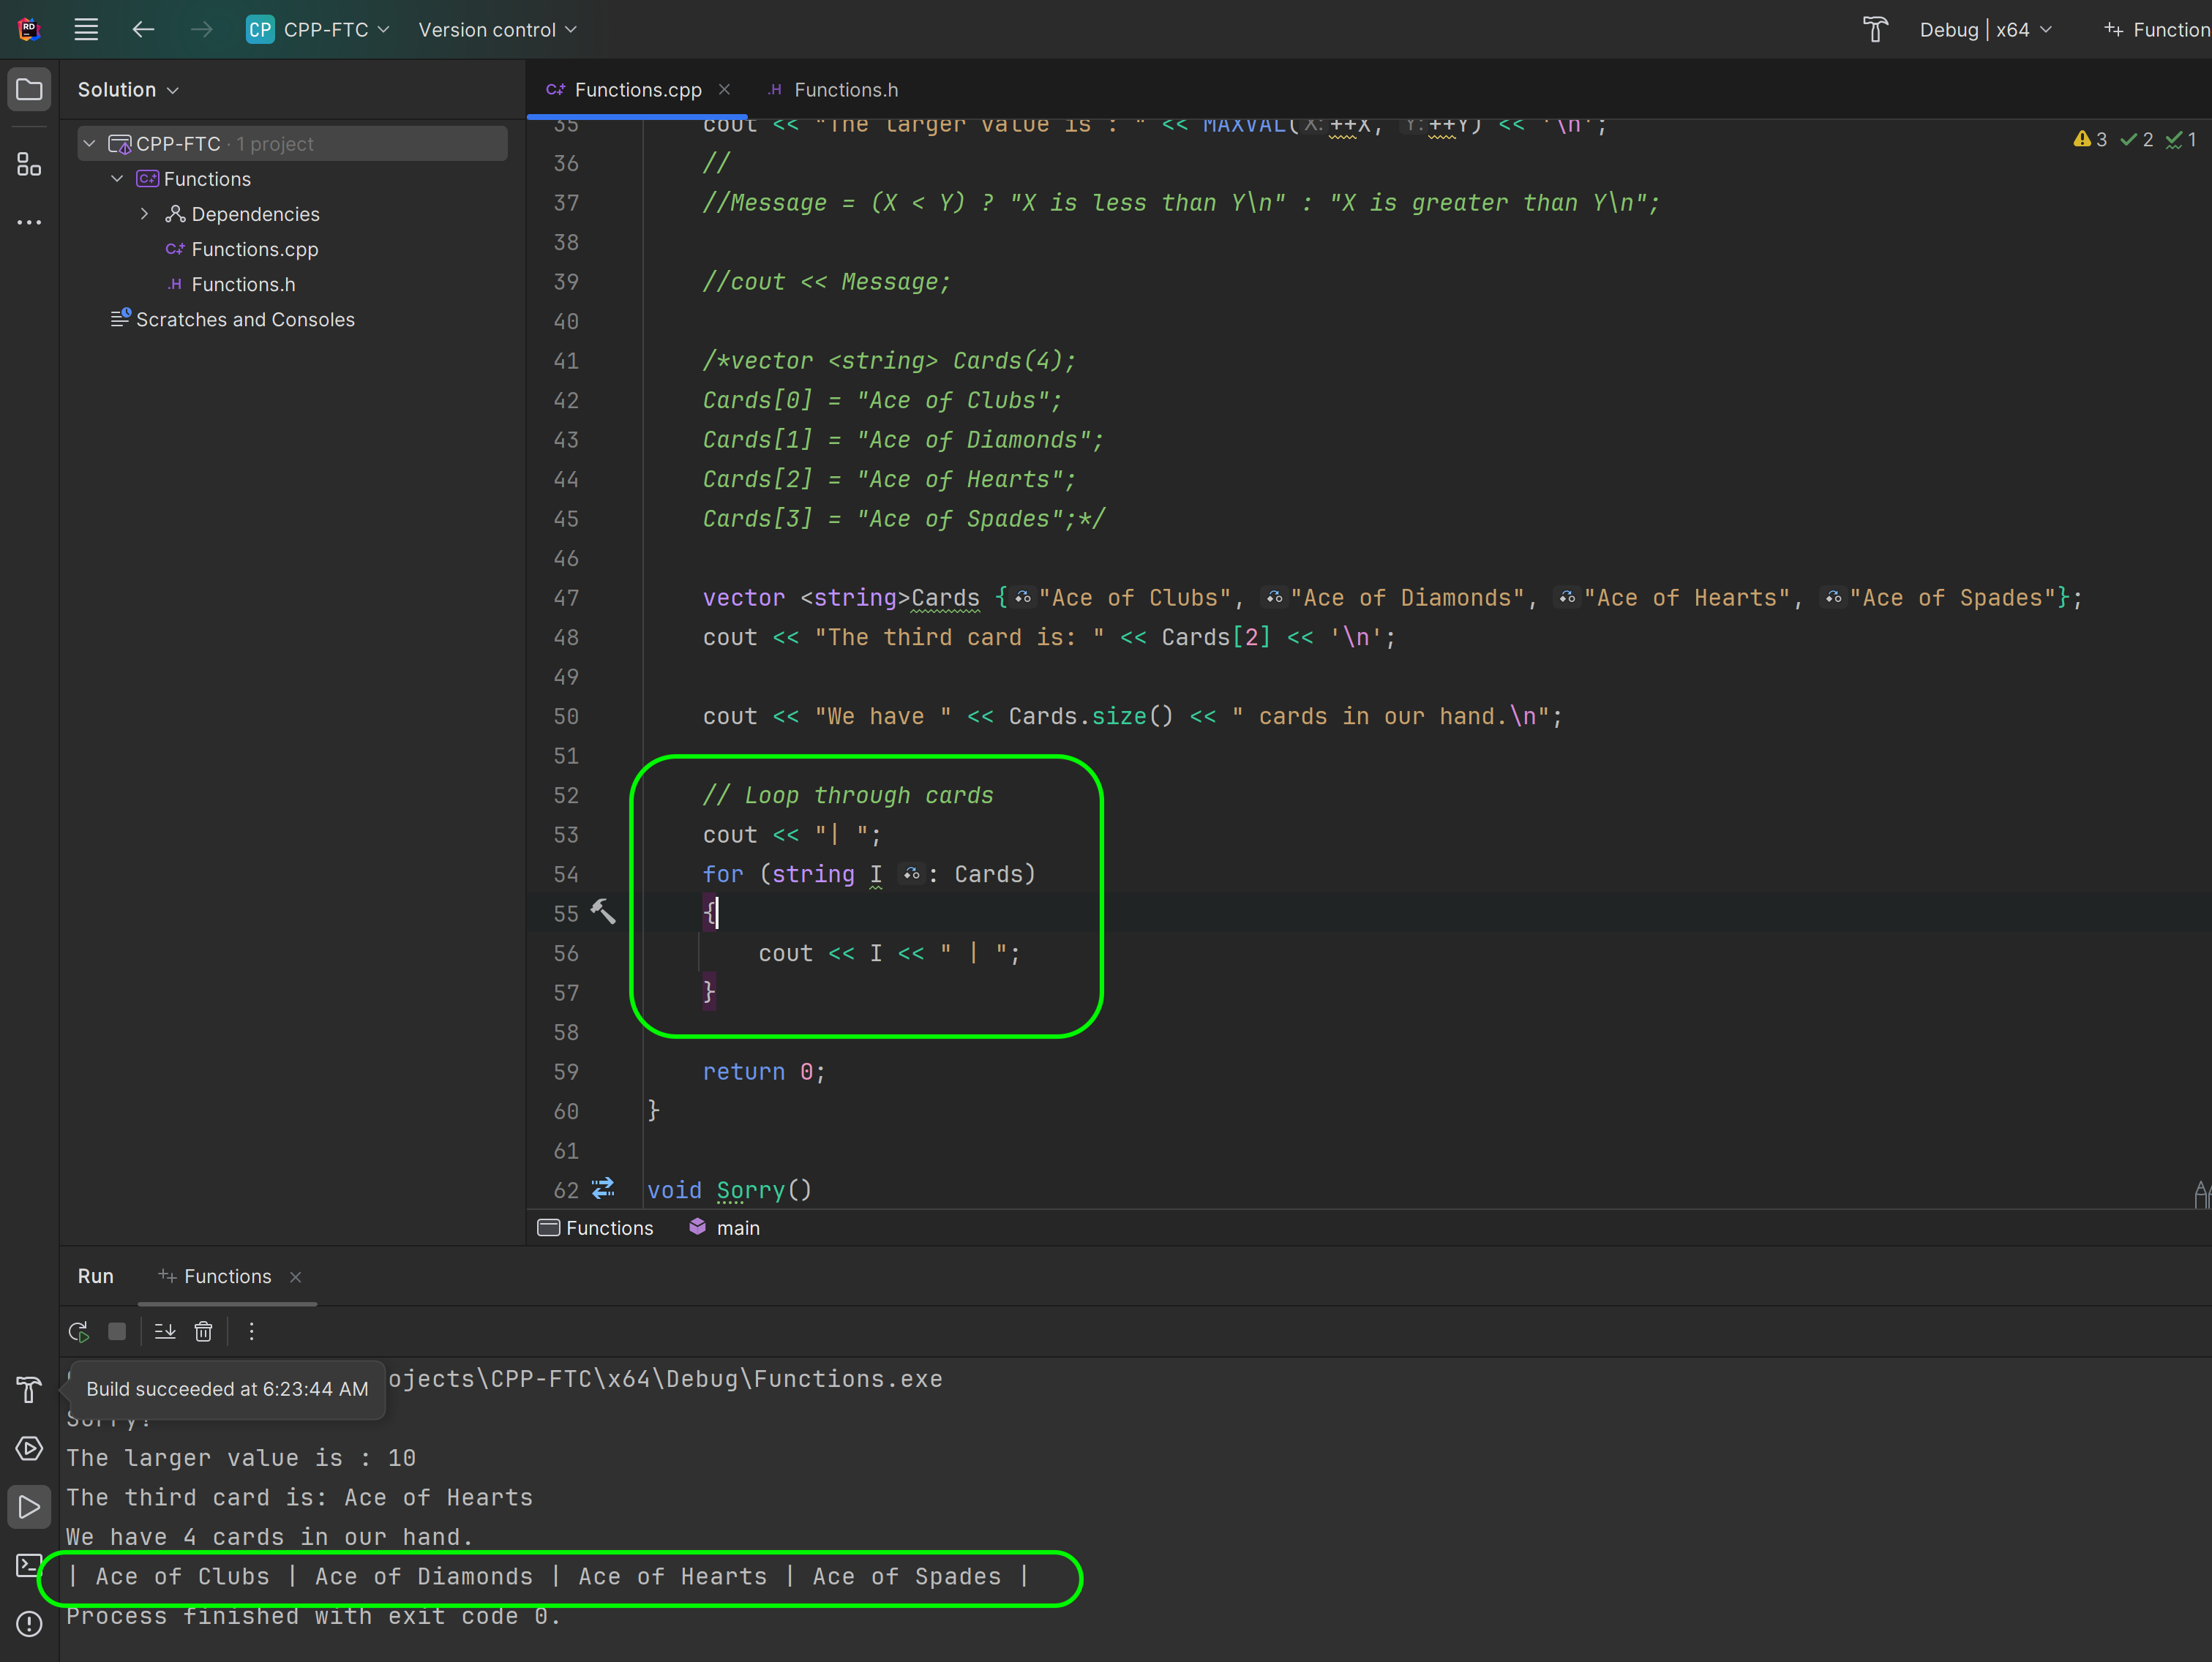 RD CP CPP-FTC Version control Debug | x64 Function
Solution
Functions.cpp Functions.h
CPP-FTC · 1 project
Functions
Dependencies
Functions.cpp
Functions.h
Scratches and Consoles
3 2 1
35 cout << "The larger value is : " << MAXVAL(X:++X, Y:++Y) << '\n';
36 //
37 //Message = (X < Y) ? "X is less than Y\n" : "X is greater than Y\n";
38
39 //cout << Message;
40
41 /*vector <string> Cards(4);
42 Cards[0] = "Ace of Clubs";
43 Cards[1] = "Ace of Diamonds";
44 Cards[2] = "Ace of Hearts";
45 Cards[3] = "Ace of Spades";*/
46
47 vector <string>Cards {"Ace of Clubs", "Ace of Diamonds", "Ace of Hearts", "Ace of Spades"};
48 cout << "The third card is: " << Cards[2] << '\n';
49
50 cout << "We have " << Cards.size() << " cards in our hand.\n";
51
52 // Loop through cards
53 cout << "| ";
54 for (string I : Cards)
55 {
56 cout << I << " | ";
57 }
58
59 return 0;
60 }
61
62 void Sorry()
Functions main
Run Functions
Build succeeded at 6:23:44 AM
ojects\CPP-FTC\x64\Debug\Functions.exe
Sorry!
The larger value is : 10
The third card is: Ace of Hearts
We have 4 cards in our hand.
| Ace of Clubs | Ace of Diamonds | Ace of Hearts | Ace of Spades |
Process finished with exit code 0.